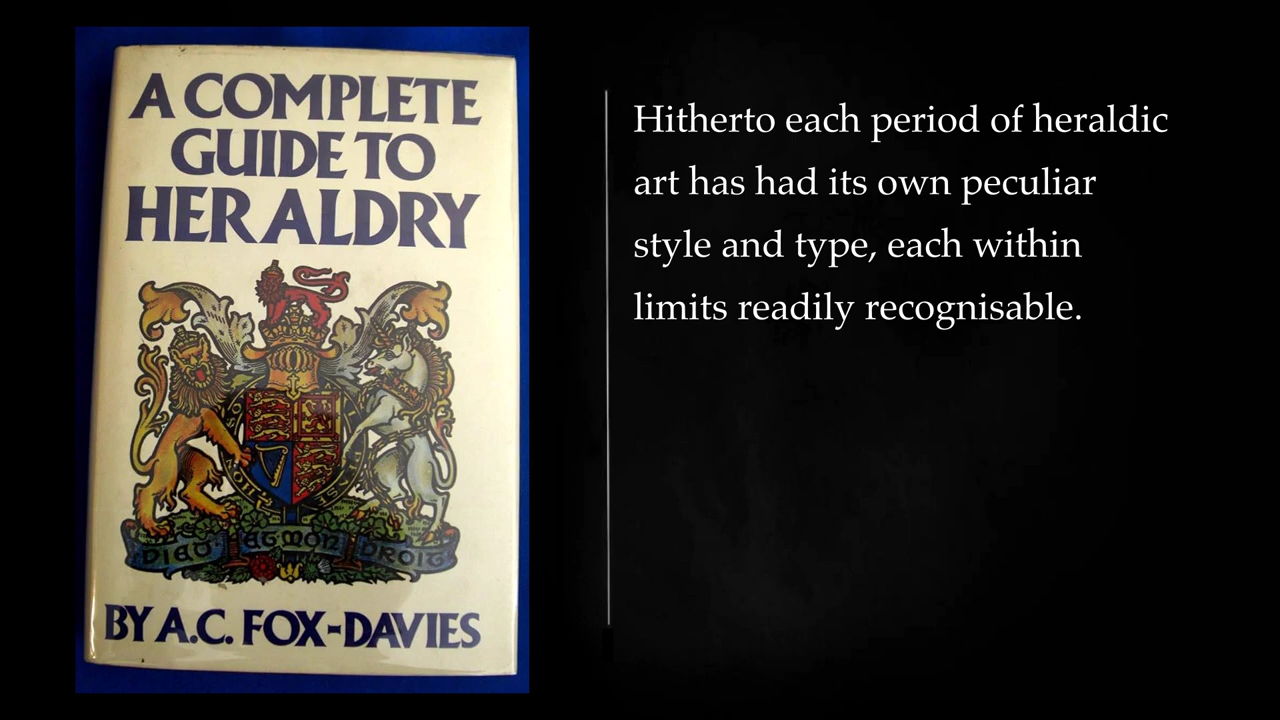 A COMPLETE
GUIDE TO
HERALDRY
DIEU ET MON DROIT
BY A.C. FOX-DAVIES
Hitherto each period of heraldic
art has had its own peculiar
style and type, each within
limits readily recognisable.